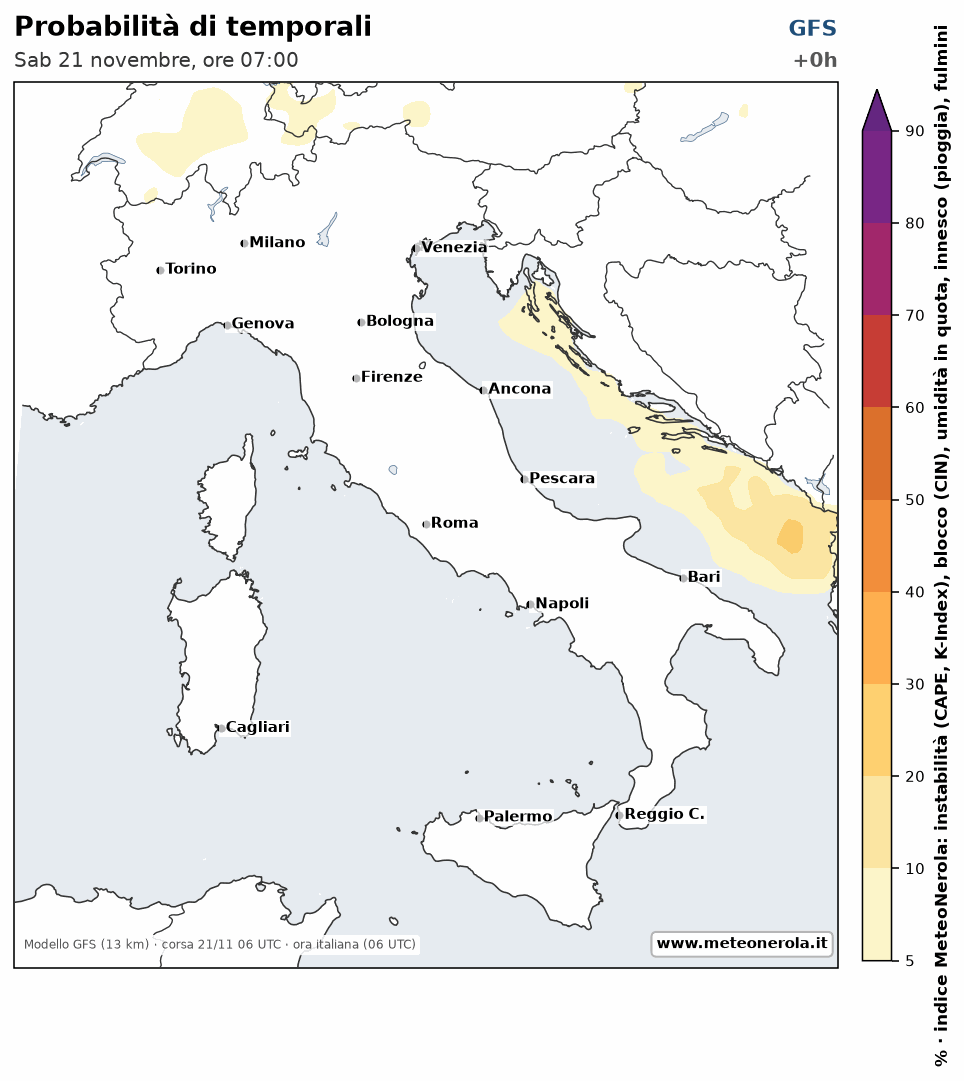 Probabilità di temporali
GFS
Sab 21 novembre, ore 07:00
+0h
Milano
Venezia
Torino
Genova
Bologna
Firenze
Ancona
Pescara
Roma
Bari
Napoli
Cagliari
Palermo
Reggio C.
Modello GFS (13 km) · corsa 21/11 06 UTC · ora italiana (06 UTC)
www.meteonerola.it
90
80
70
60
50
40
30
20
10
5
% · indice MeteoNerola: instabilità (CAPE, K-Index), blocco (CIN), umidità in quota, innesco (pioggia), fulmini